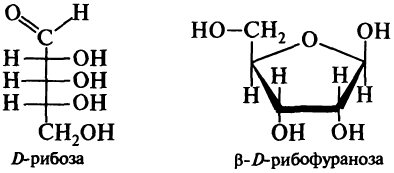 O H
H OH
H OH
H OH
CH₂OH
D-рибоза
HO-CH₂ O OH
H H H H
OH OH
β-D-рибофураноза